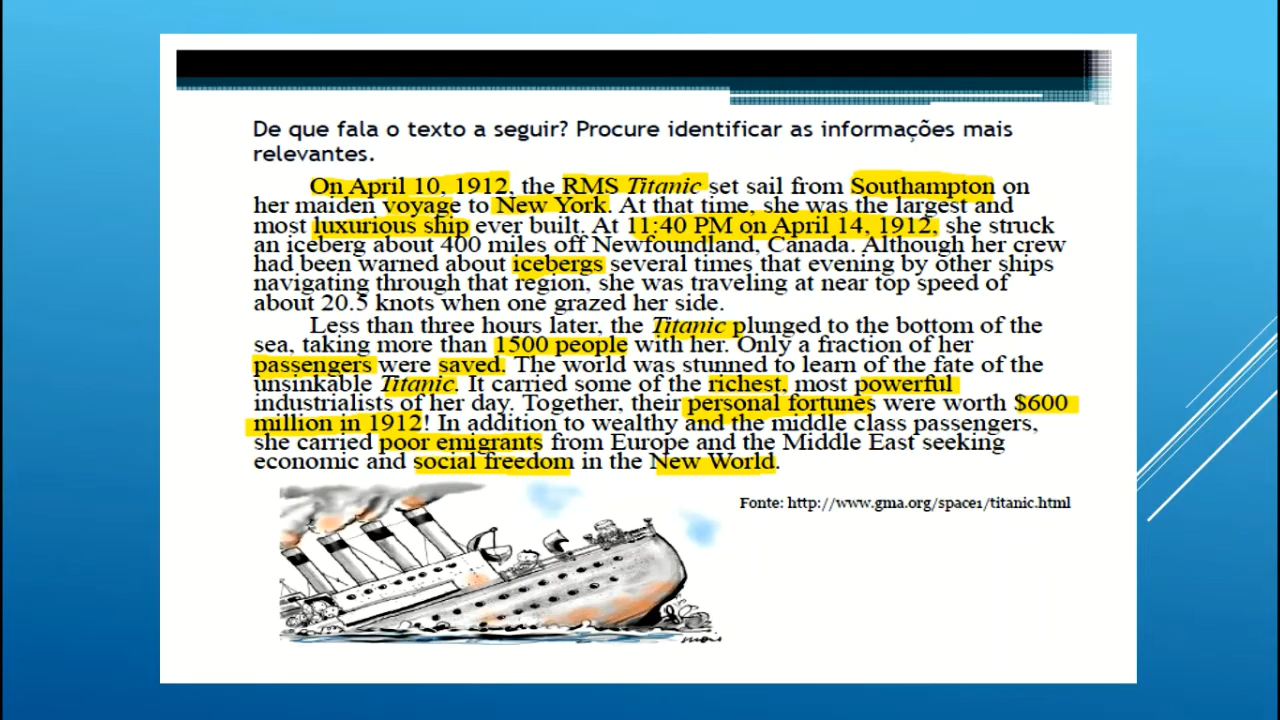 De que fala o texto a seguir? Procure identificar as informações mais
relevantes.
On April 10, 1912, the RMS Titanic set sail from Southampton on
her maiden voyage to New York. At that time, she was the largest and
most luxurious ship ever built. At 11:40 PM on April 14, 1912, she struck
an iceberg about 400 miles off Newfoundland, Canada. Although her crew
had been warned about icebergs several times that evening by other ships
navigating through that region, she was traveling at near top speed of
about 20.5 knots when one grazed her side.
Less than three hours later, the Titanic plunged to the bottom of the
sea, taking more than 1500 people with her. Only a fraction of her
passengers were saved. The world was stunned to learn of the fate of the
unsinkable Titanic. It carried some of the richest, most powerful
industrialists of her day. Together, their personal fortunes were worth $600
million in 1912! In addition to wealthy and the middle class passengers,
she carried poor emigrants from Europe and the Middle East seeking
economic and social freedom in the New World.
Fonte: http://www.gma.org/space1/titanic.html